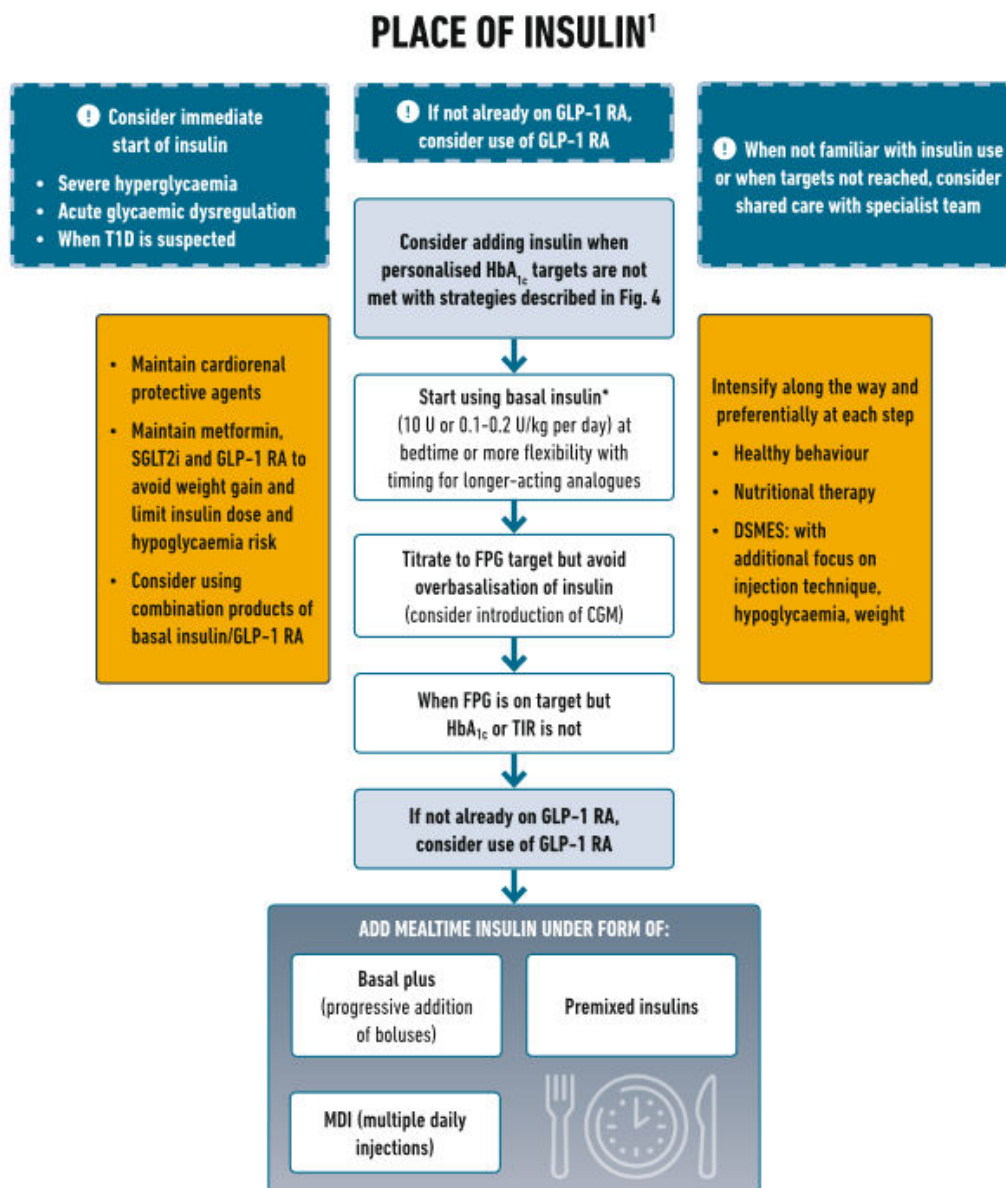 PLACE OF INSULIN¹
! Consider immediate
start of insulin
• Severe hyperglycaemia
• Acute glycaemic dysregulation
• When T1D is suspected
! If not already on GLP-1 RA,
consider use of GLP-1 RA
! When not familiar with insulin use
or when targets not reached, consider
shared care with specialist team
Consider adding insulin when
personalised HbA1c targets are not
met with strategies described in Fig. 4
• Maintain cardiorenal
protective agents
• Maintain metformin,
SGLT2i and GLP-1 RA to
avoid weight gain and
limit insulin dose and
hypoglycaemia risk
• Consider using
combination products of
basal insulin/GLP-1 RA
Start using basal insulin*
(10 U or 0.1-0.2 U/kg per day) at
bedtime or more flexibility with
timing for longer-acting analogues
Titrate to FPG target but avoid
overbasalisation of insulin
(consider introduction of CGM)
When FPG is on target but
HbA1c or TIR is not
If not already on GLP-1 RA,
consider use of GLP-1 RA
Intensify along the way and
preferentially at each step
• Healthy behaviour
• Nutritional therapy
• DSMES: with
additional focus on
injection technique,
hypoglycaemia, weight
ADD MEALTIME INSULIN UNDER FORM OF:
Basal plus
(progressive addition
of boluses)
Premixed insulins
MDI (multiple daily
injections)